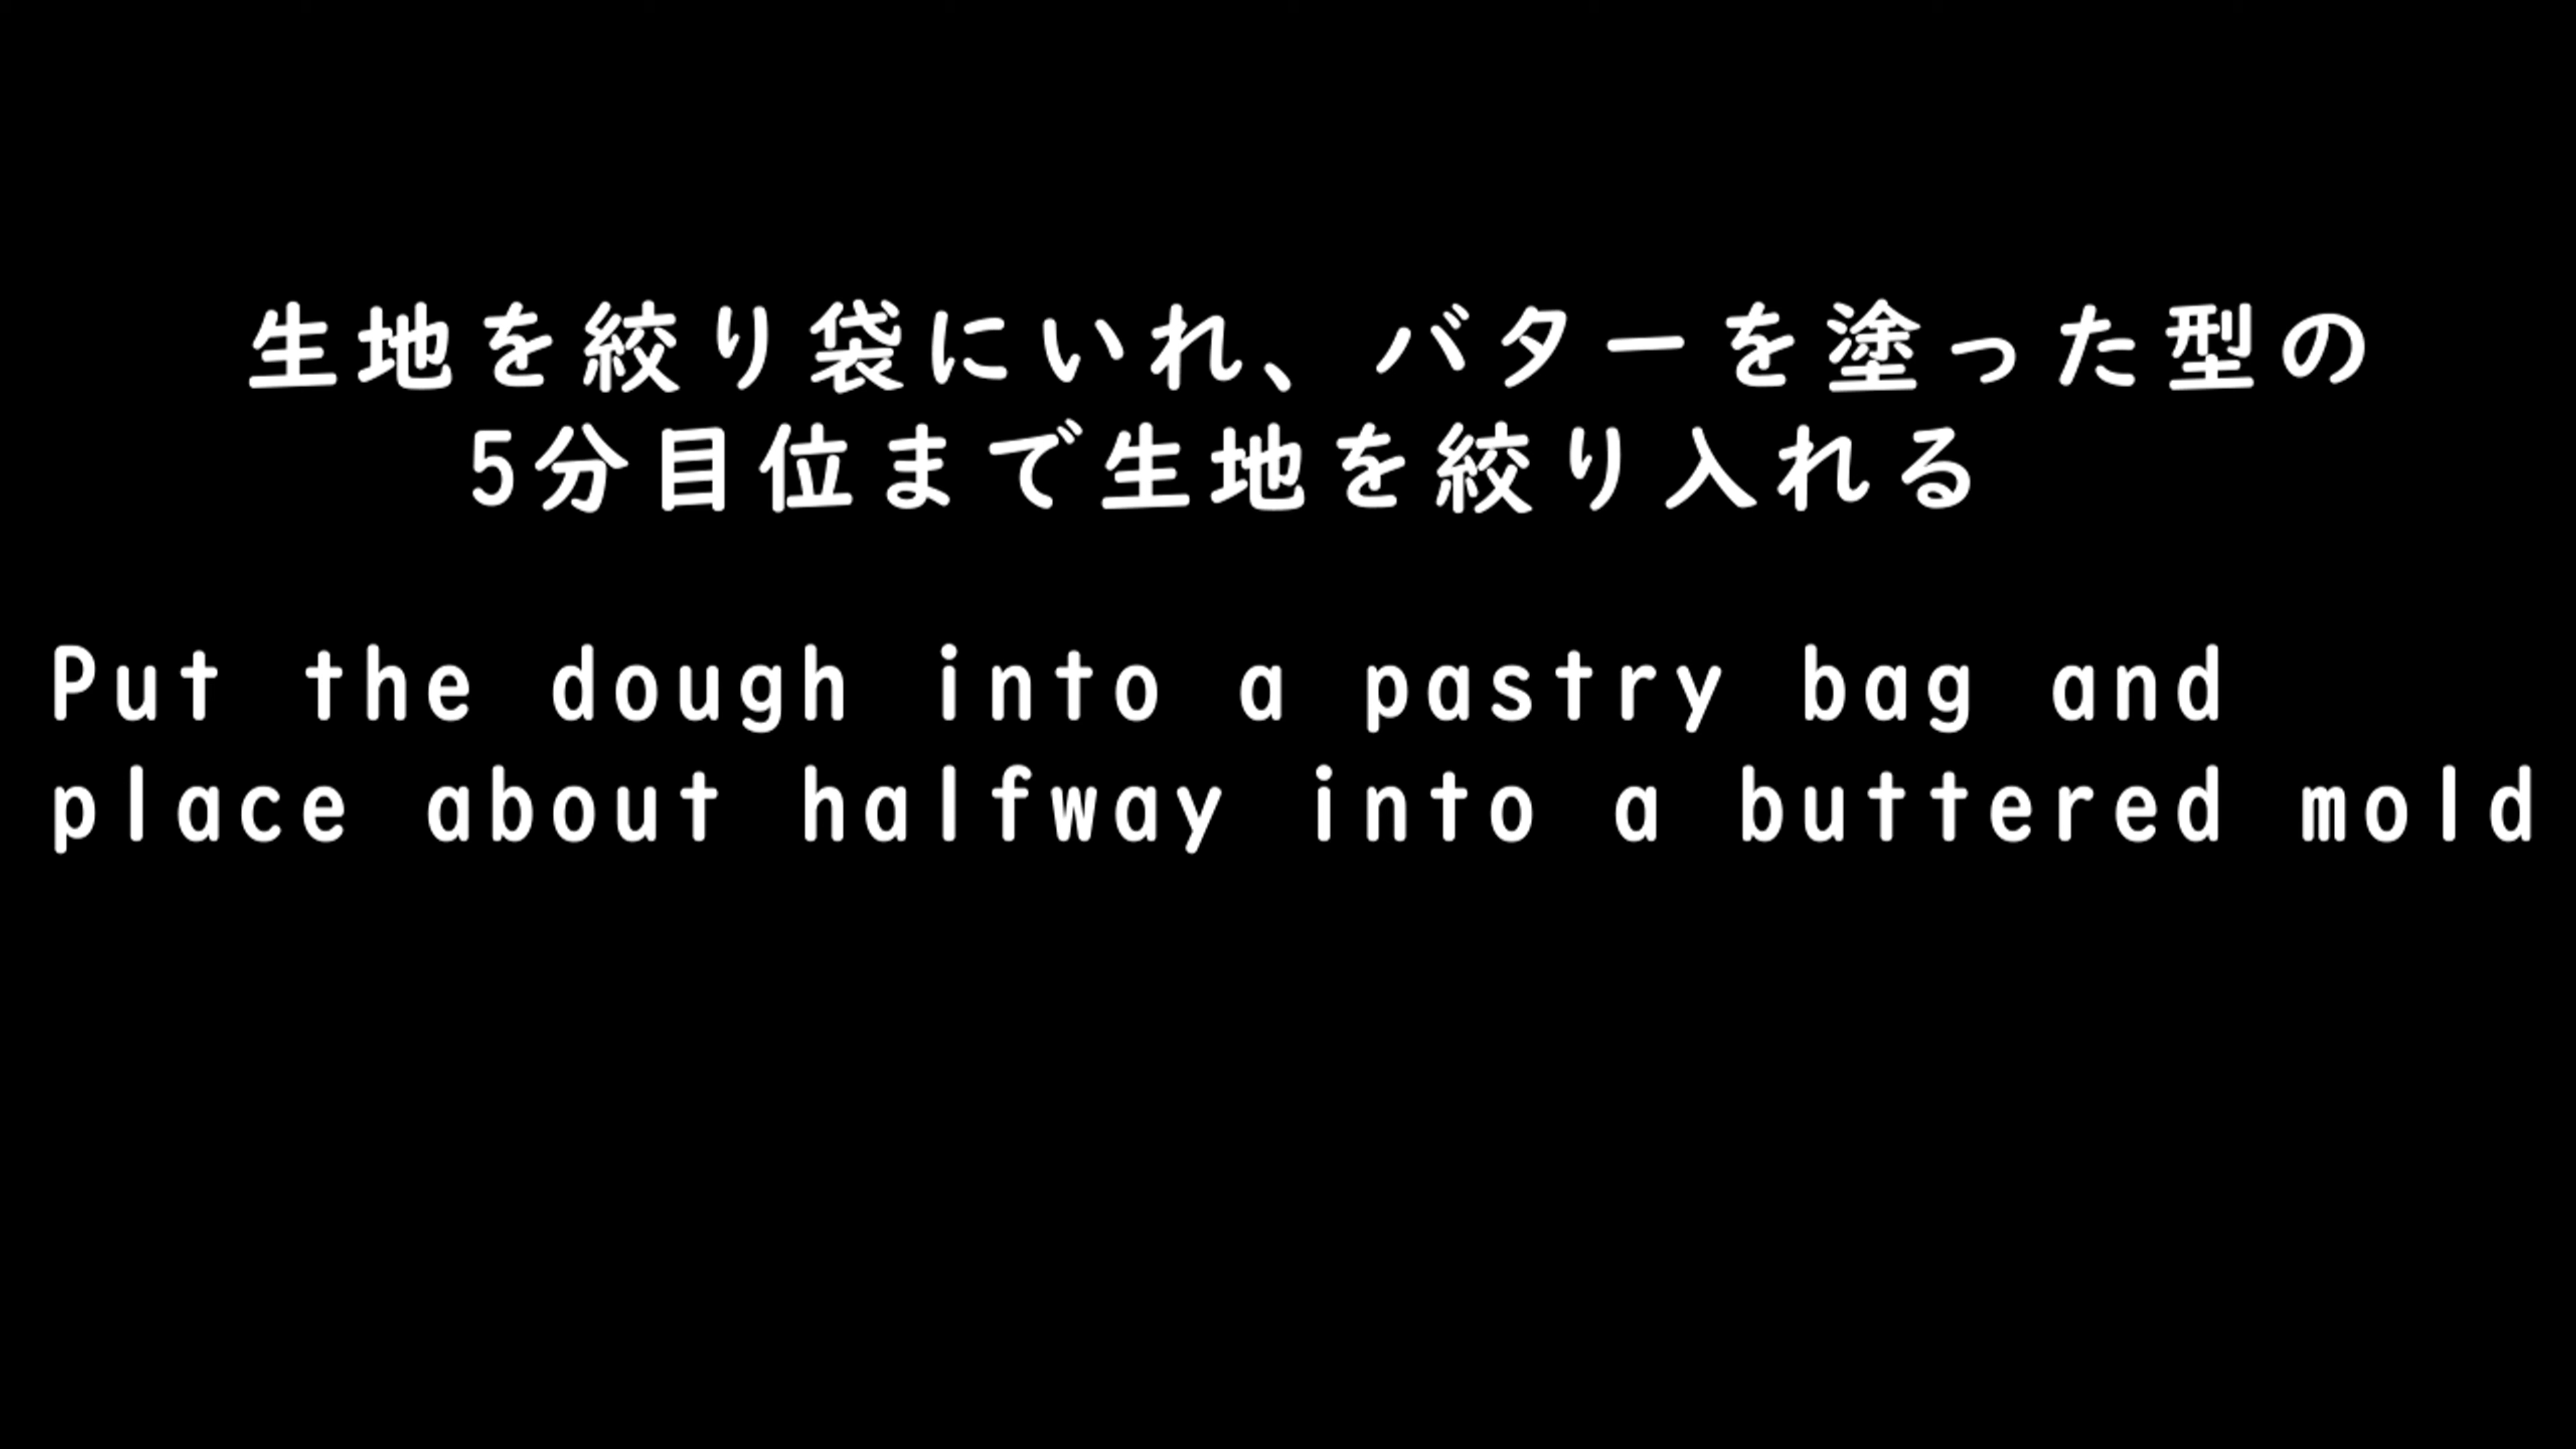 生地を絞り袋にいれ、バターを塗った型の
5分目位まで生地を絞り入れる
Put the dough into a pastry bag and
place about halfway into a buttered mold